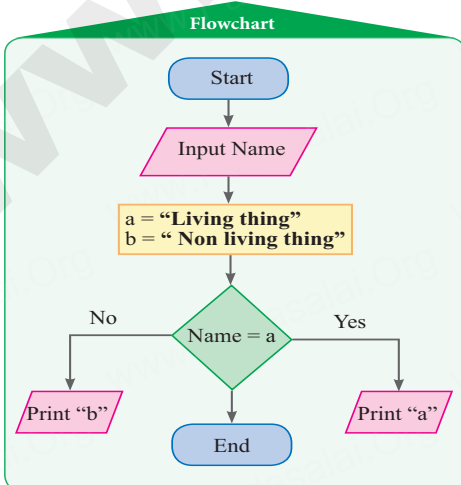 Flowchart
Start
Input Name
a = “Living thing”
b = “ Non living thing”
No
Name = a
Yes
Print “b”
Print “a”
End